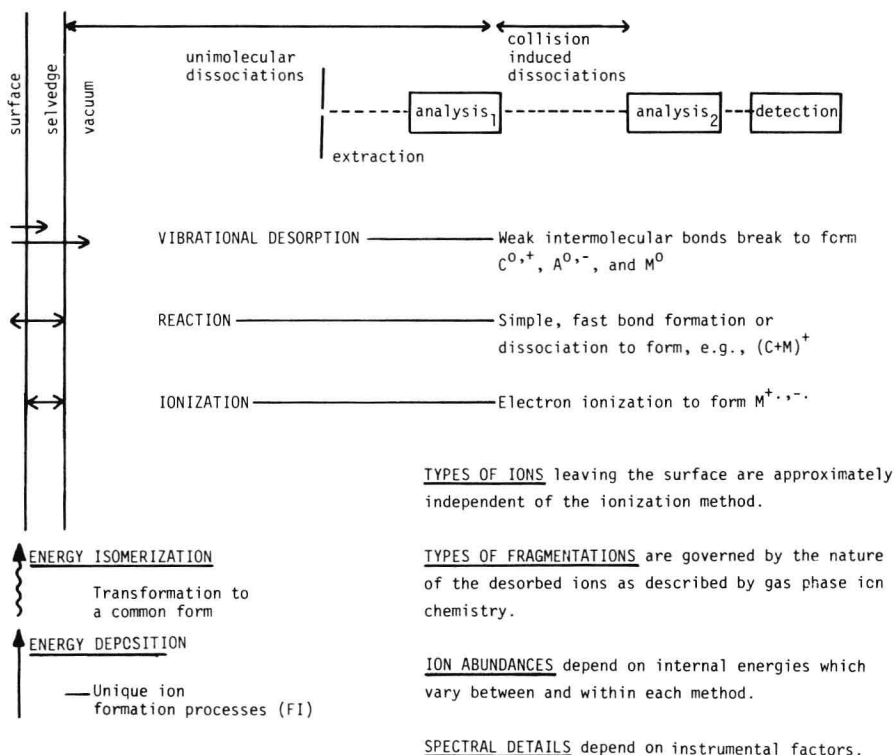 unimolecular
dissociations
collision
induced
dissociations
surface
selvedge
vacuum
analysis1
analysis2
detection
extraction
VIBRATIONAL DESORPTION
Weak intermolecular bonds break to form
C^o,+, A^o,-, and M^o
REACTION
Simple, fast bond formation or
dissociation to form, e.g., (C+M)^+
IONIZATION
Electron ionization to form M^+.,-.
TYPES OF IONS leaving the surface are approximately
independent of the ionization method.
ENERGY ISOMERIZATION
Transformation to
a common form
TYPES OF FRAGMENTATIONS are governed by the nature
of the desorbed ions as described by gas phase ion
chemistry.
ENERGY DEPOSITION
Unique ion
formation processes (FI)
ION ABUNDANCES depend on internal energies which
vary between and within each method.
SPECTRAL DETAILS depend on instrumental factors.